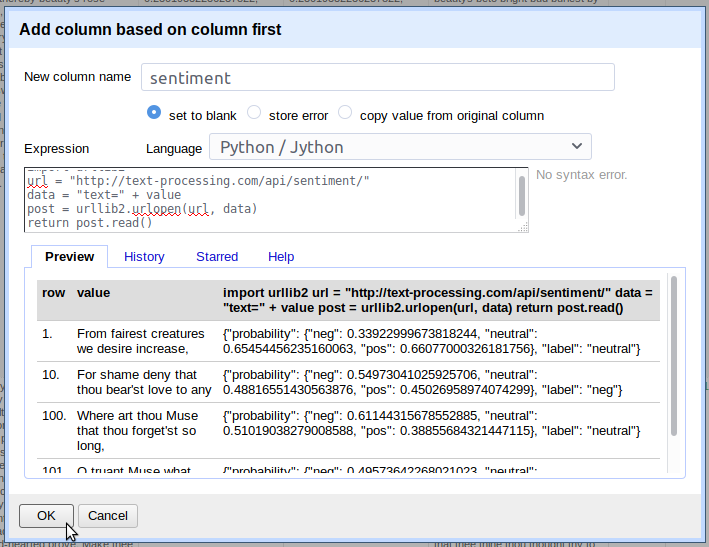 Add column based on column first
New column name sentiment
set to blank store error copy value from original column
Expression Language Python / Jython
url = "http://text-processing.com/api/sentiment/" No syntax error.
data = "text=" + value
post = urllib2.urlopen(url, data)
return post.read()
Preview History Starred Help
row value import urllib2 url = "http://text-processing.com/api/sentiment/" data =
"text=" + value post = urllib2.urlopen(url, data) return post.read()
1. From fairest creatures {"probability": {"neg": 0.33922999673818244, "neutral":
we desire increase, 0.65454456235160063, "pos": 0.66077000326181756}, "label": "neutral"}
10. For shame deny that {"probability": {"neg": 0.54973041025925706, "neutral":
thou bear'st love to any 0.48816551430563876, "pos": 0.45026958974074299}, "label": "neg"}
100. Where art thou Muse {"probability": {"neg": 0.61144315678552885, "neutral":
that thou forget'st so 0.51019038279008588, "pos": 0.38855684321447115}, "label": "neutral"}
long,
101. O truant Muse what {"probability": {"neg": 0.49573642268021023, "neutral":
OK Cancel